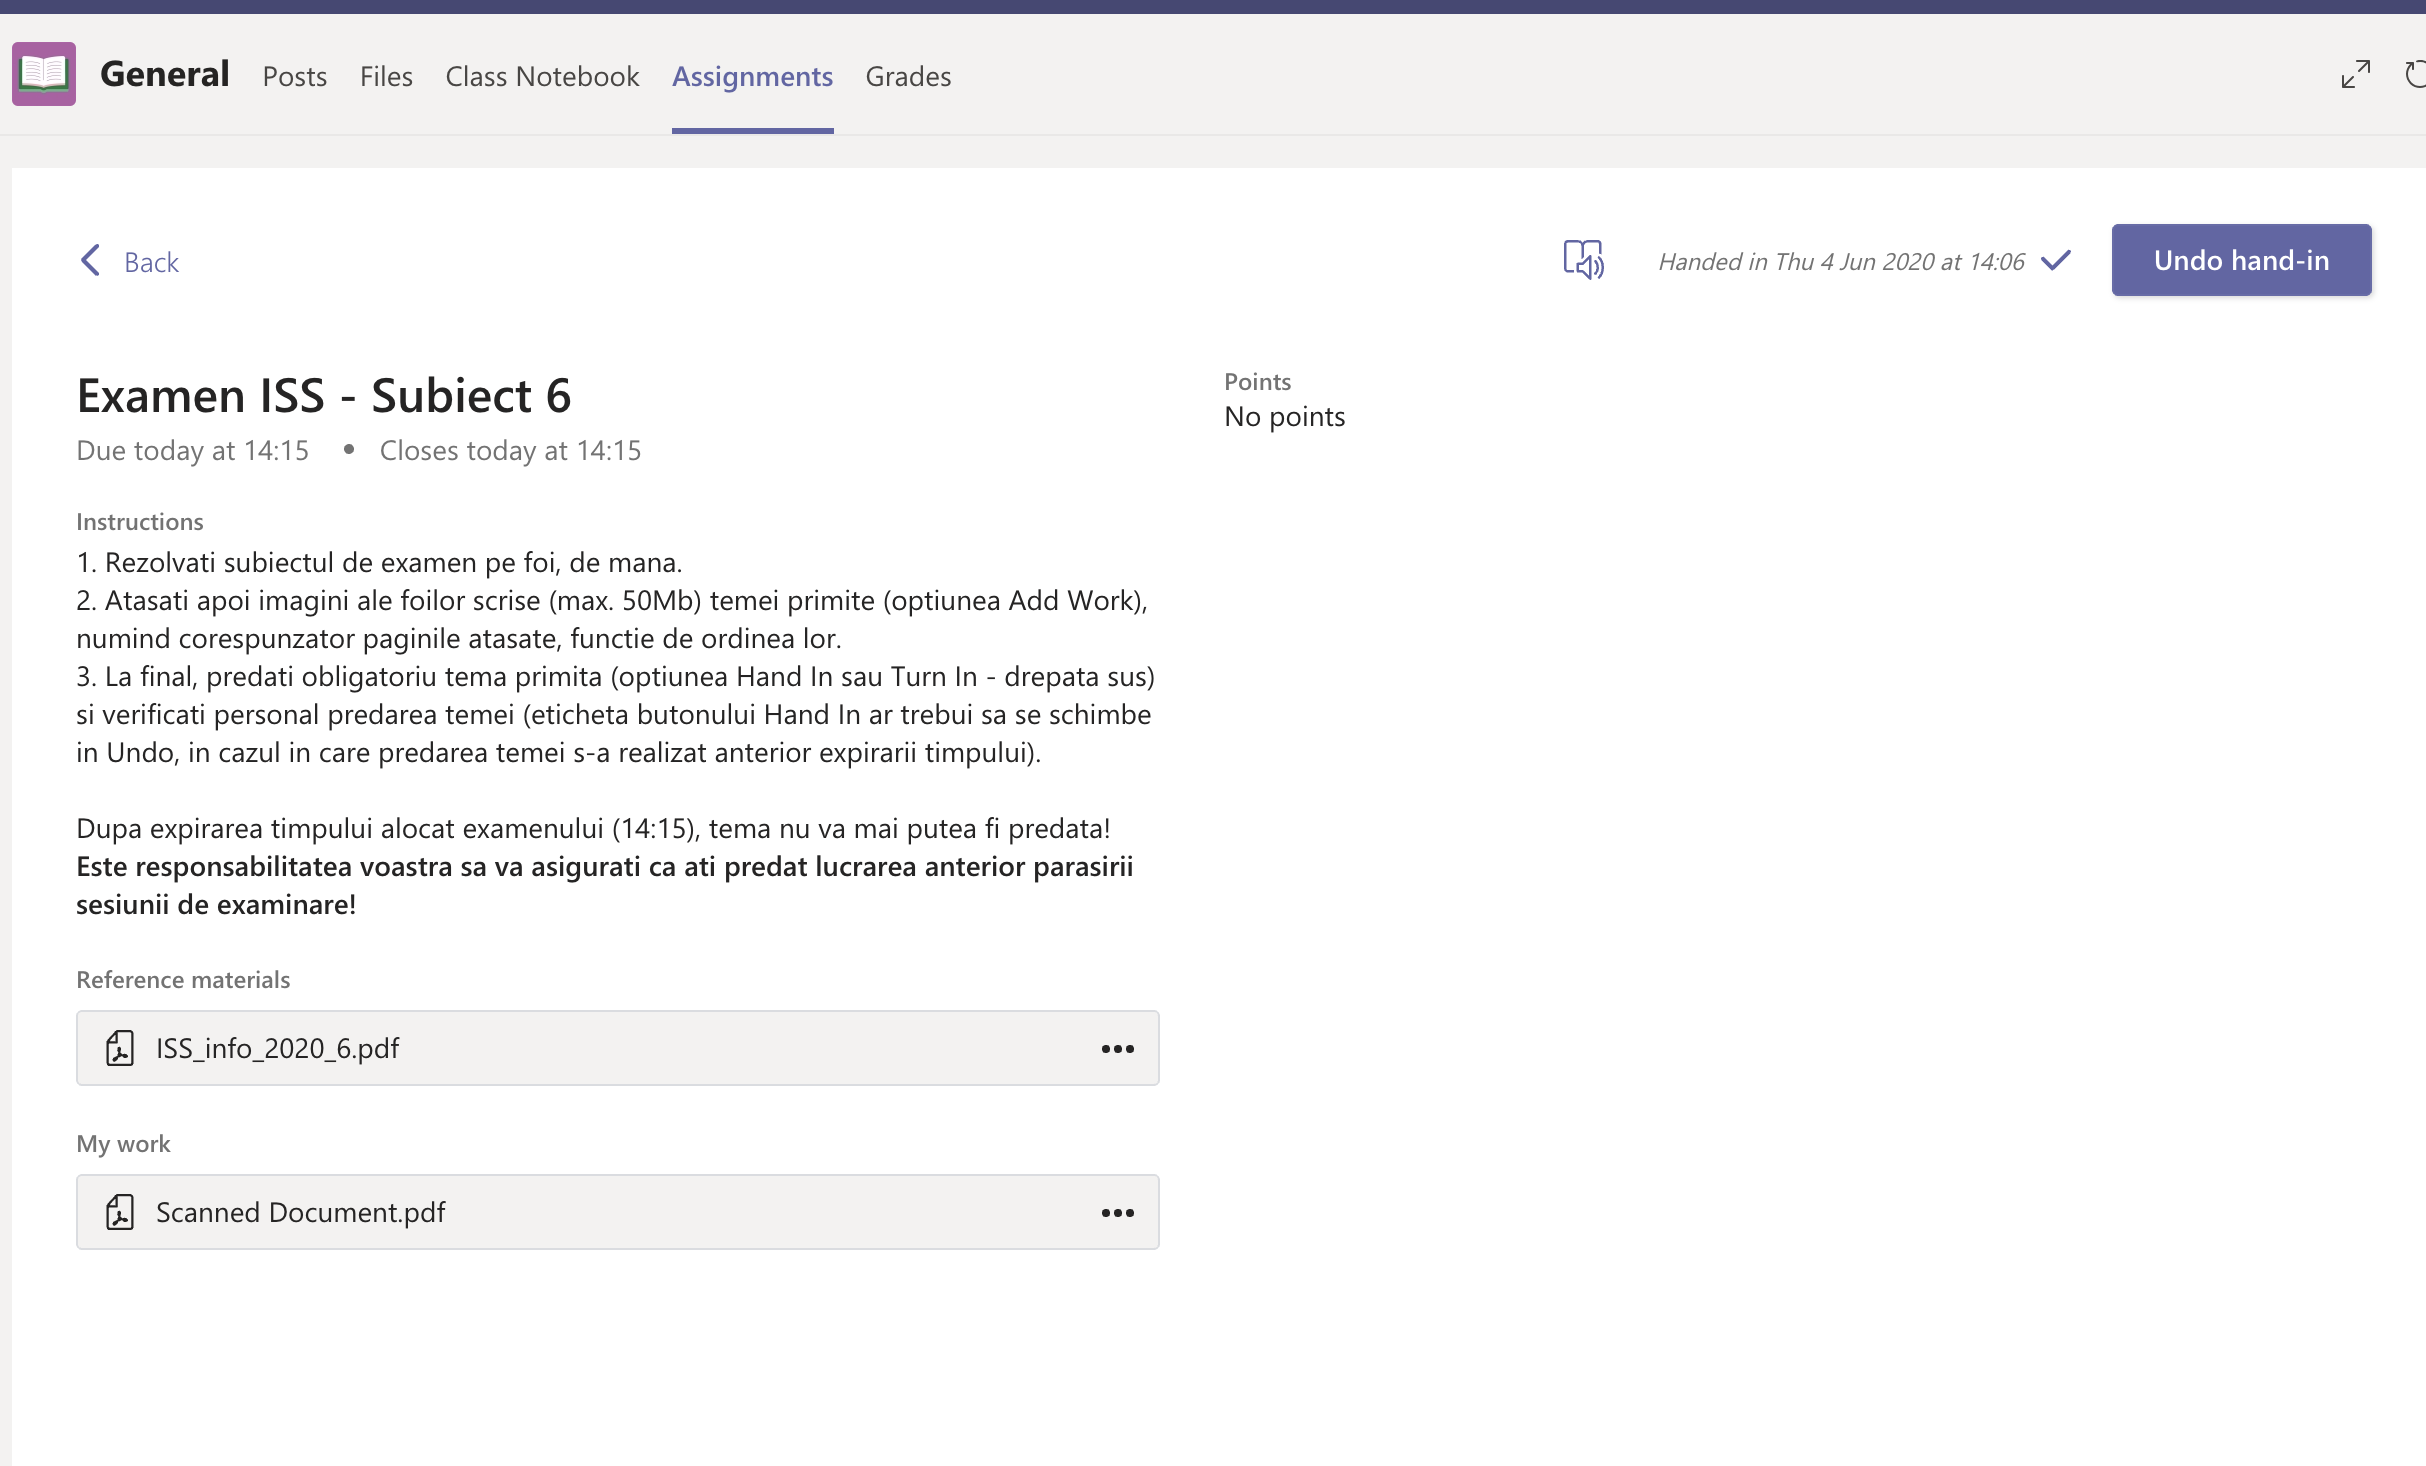 General Posts Files Class Notebook Assignments Grades
Back
Handed in Thu 4 Jun 2020 at 14:06
Undo hand-in
Examen ISS - Subiect 6
Due today at 14:15 • Closes today at 14:15
Points
No points
Instructions
1. Rezolvati subiectul de examen pe foi, de mana.
2. Atasati apoi imagini ale foilor scrise (max. 50Mb) temei primite (optiunea Add Work),
numind corespunzator paginile atasate, functie de ordinea lor.
3. La final, predati obligatoriu tema primita (optiunea Hand In sau Turn In - drepata sus)
si verificati personal predarea temei (eticheta butonului Hand In ar trebui sa se schimbe
in Undo, in cazul in care predarea temei s-a realizat anterior expirarii timpului).
Dupa expirarea timpului alocat examenului (14:15), tema nu va mai putea fi predata!
Este responsabilitatea voastra sa va asigurati ca ati predat lucrarea anterior parasirii
sesiunii de examinare!
Reference materials
ISS_info_2020_6.pdf
My work
Scanned Document.pdf